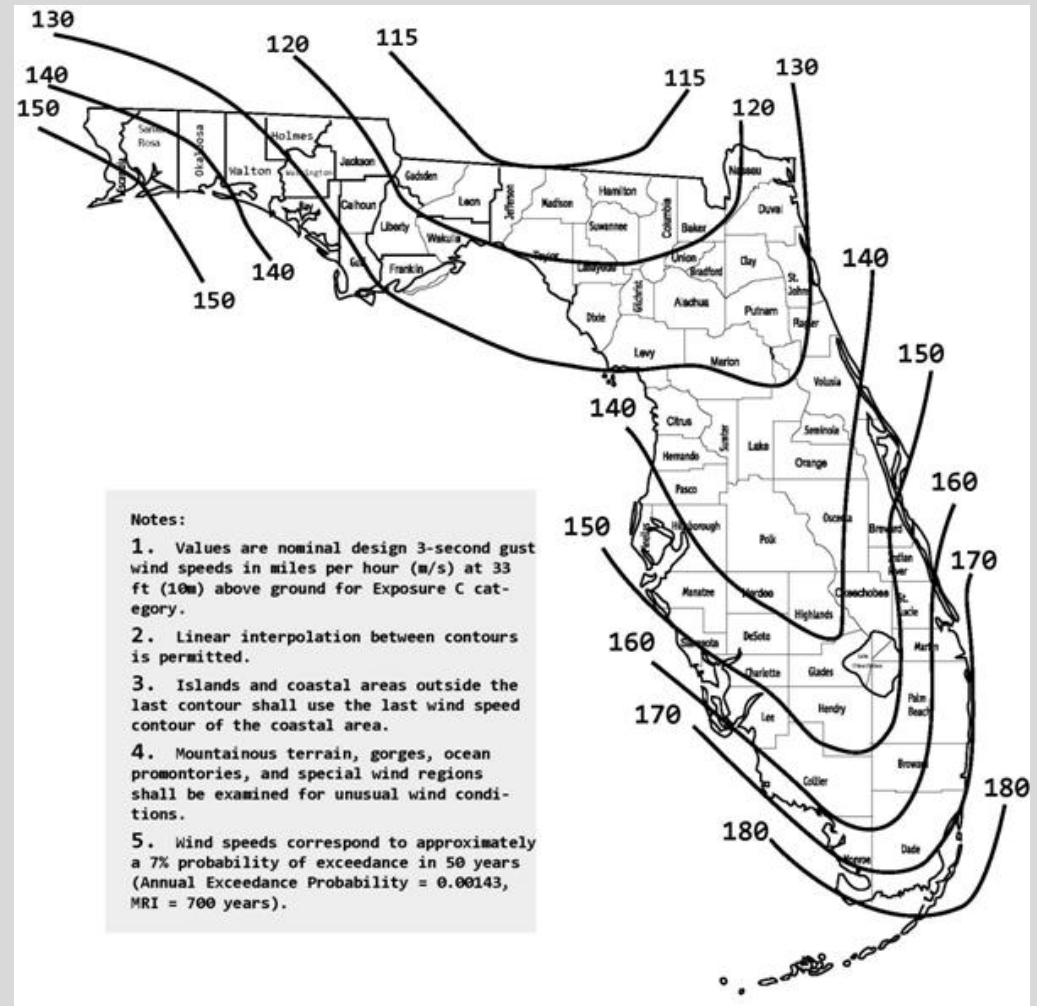 130
120
115
115
130
120
140
150
140
150
140
150
140
150
160
170
140
150
160
170
180
180
Santa
Rosa
Okaloosa
Walton
Holmes
Washington
Jackson
Bay
Calhoun
Gulf
Liberty
Gadsden
Leon
Wakulla
Franklin
Jefferson
Madison
Taylor
Hamilton
Suwannee
Lafayette
Dixie
Columbia
Gilchrist
Baker
Union
Bradford
Alachua
Levy
Nassau
Duval
Clay
St.
Johns
Putnam
Flagler
Marion
Volusia
Citrus
Sumter
Lake
Seminole
Hernando
Orange
Pasco
Hillsborough
Pinellas
Polk
Osceola
Brevard
Indian
River
Manatee
Hardee
Highlands
Okeechobee
St.
Lucie
Sarasota
DeSoto
Martin
Charlotte
Glades
Lee
Hendry
Palm
Beach
Collier
Broward
Monroe
Dade
Notes:
1. Values are nominal design 3-second gust
wind speeds in miles per hour (m/s) at 33
ft (10m) above ground for Exposure C cat-
egory.
2. Linear interpolation between contours
is permitted.
3. Islands and coastal areas outside the
last contour shall use the last wind speed
contour of the coastal area.
4. Mountainous terrain, gorges, ocean
promontories, and special wind regions
shall be examined for unusual wind condi-
tions.
5. Wind speeds correspond to approximately
a 7% probability of exceedance in 50 years
(Annual Exceedance Probability = 0.00143,
MRI = 700 years).